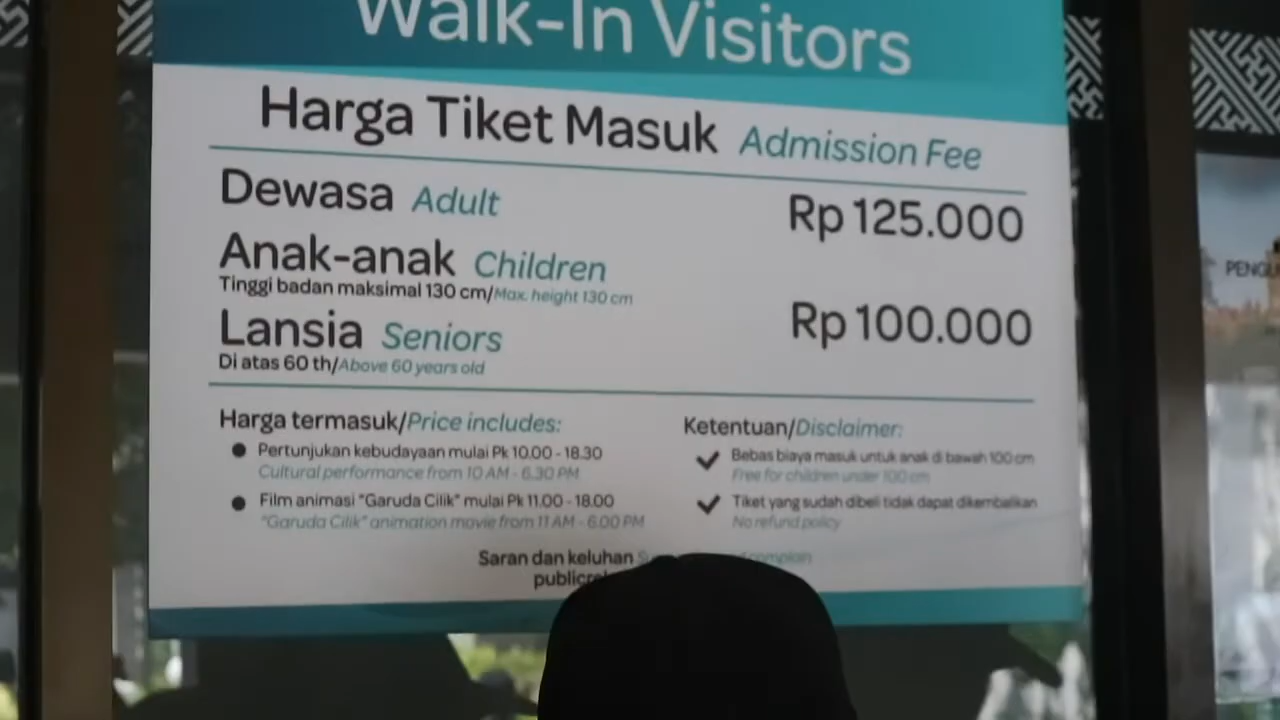 Walk-In Visitors
Harga Tiket Masuk Admission Fee
Dewasa Adult
Rp 125.000
Anak-anak Children
Tinggi badan maksimal 130 cm/Max. height 130 cm
Rp 100.000
Lansia Seniors
Di atas 60 th/Above 60 years old
Harga termasuk/Price includes:
Pertunjukan kebudayaan mulai Pk 10.00 - 18.30
Cultural performance from 10 AM - 6.30 PM
Film animasi "Garuda Cilik" mulai Pk 11.00 - 18.00
"Garuda Cilik" animation movie from 11 AM - 6.00 PM
Ketentuan/Disclaimer:
Bebas biaya masuk untuk anak di bawah 100 cm
Free for children under 100 cm
Tiket yang sudah dibeli tidak dapat dikembalikan
No refund policy
Saran dan keluhan complain